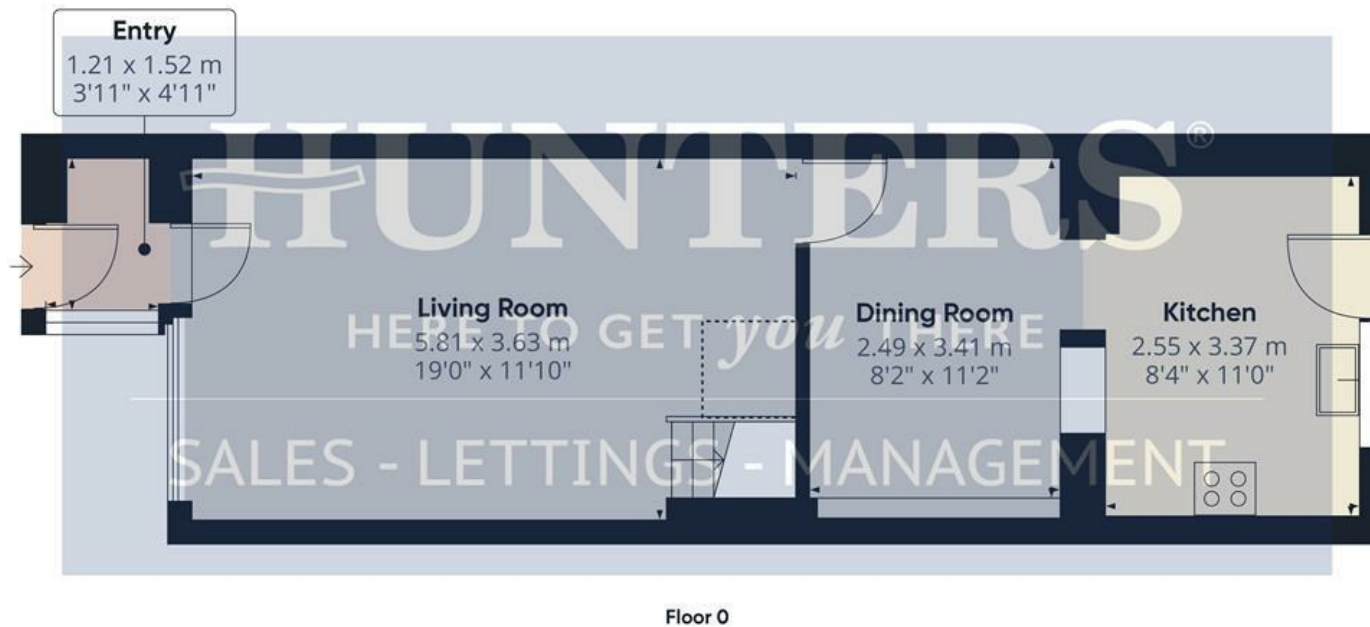 Entry
1.21 x 1.52 m
3'11" x 4'11"
HUNTERS®
HERE TO GET you THERE
SALES - LETTINGS - MANAGEMENT
Living Room
5.81 x 3.63 m
19'0" x 11'10"
Dining Room
2.49 x 3.41 m
8'2" x 11'2"
Kitchen
2.55 x 3.37 m
8'4" x 11'0"
Floor 0